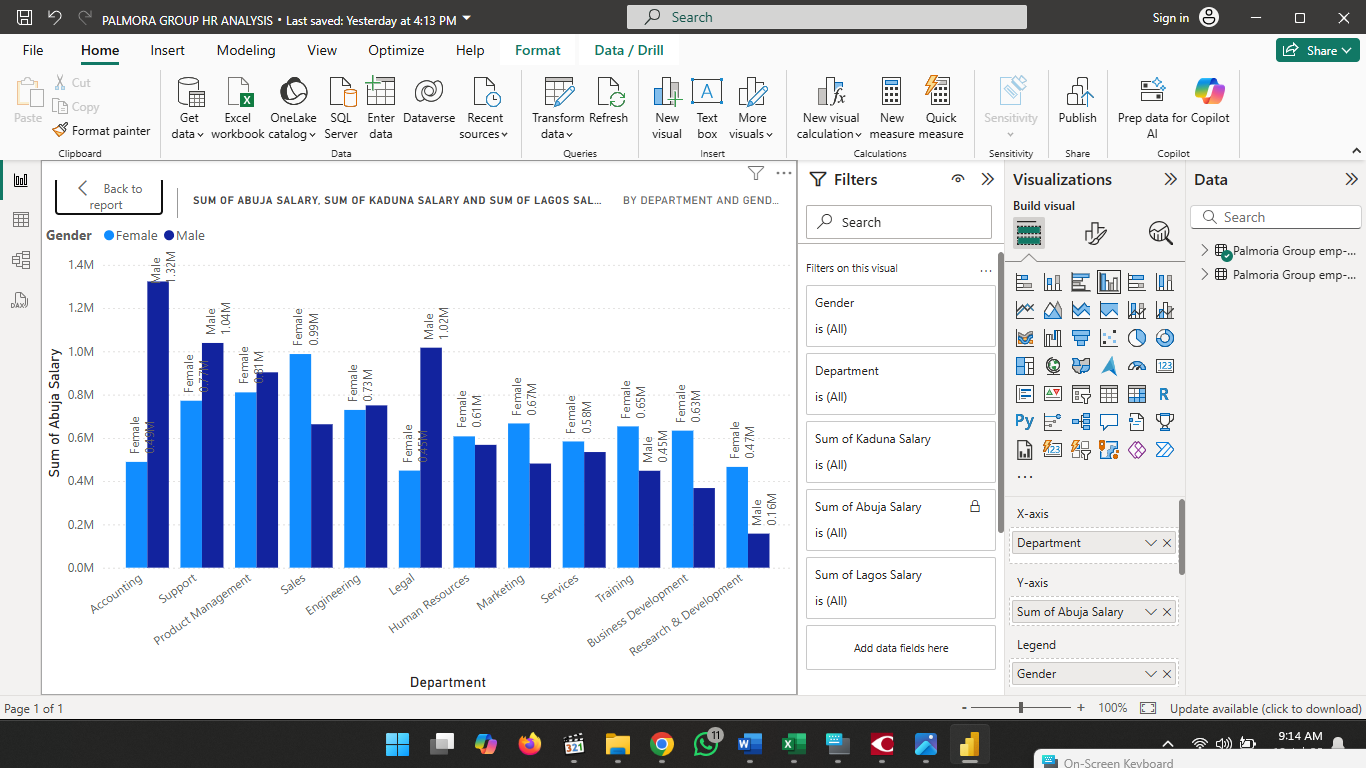 PALMORA GROUP HR ANALYSIS • Last saved: Yesterday at 4:13 PM
Search
Sign in
File
Home
Insert
Modeling
View
Optimize
Help
Format
Data / Drill
Share
Paste
Cut
Copy
Format painter
Clipboard
Get data
Excel workbook
OneLake catalog
SQL Server
Enter data
Dataverse
Recent sources
Data
Transform data
Refresh
Queries
New visual
Text box
More visuals
Insert
New visual calculation
New measure
Quick measure
Calculations
Sensitivity
Sensitivity
Publish
Share
Prep data for AI
Copilot
Copilot
Back to report
SUM OF ABUJA SALARY, SUM OF KADUNA SALARY AND SUM OF LAGOS SAL...
BY DEPARTMENT AND GEND...
Gender
Female
Male
Sum of Abuja Salary
1.4M
1.2M
1.0M
0.8M
0.6M
0.4M
0.2M
0.0M
Female 0.49M
Male 1.32M
Female 0.77M
Male 1.04M
Female 0.81M
Female 0.99M
Female 0.73M
Female 0.45M
Male 1.02M
Female 0.61M
Female 0.67M
Female 0.58M
Female 0.65M
Male 0.45M
Female 0.63M
Female 0.47M
Male 0.16M
Accounting
Support
Product Management
Sales
Engineering
Legal
Human Resources
Marketing
Services
Training
Business Development
Research & Development
Department
Filters
Search
Filters on this visual
Gender
is (All)
Department
is (All)
Sum of Kaduna Salary
is (All)
Sum of Abuja Salary
is (All)
Sum of Lagos Salary
is (All)
Add data fields here
Visualizations
Build visual
123
R
Py
123
X-axis
Department
Y-axis
Sum of Abuja Salary
Legend
Gender
Data
Search
Palmoria Group emp-...
Palmoria Group emp-...
DAX
Page 1 of 1
- + 100%
Update available (click to download)
321
11
9:14 AM
On-Screen Keyboard